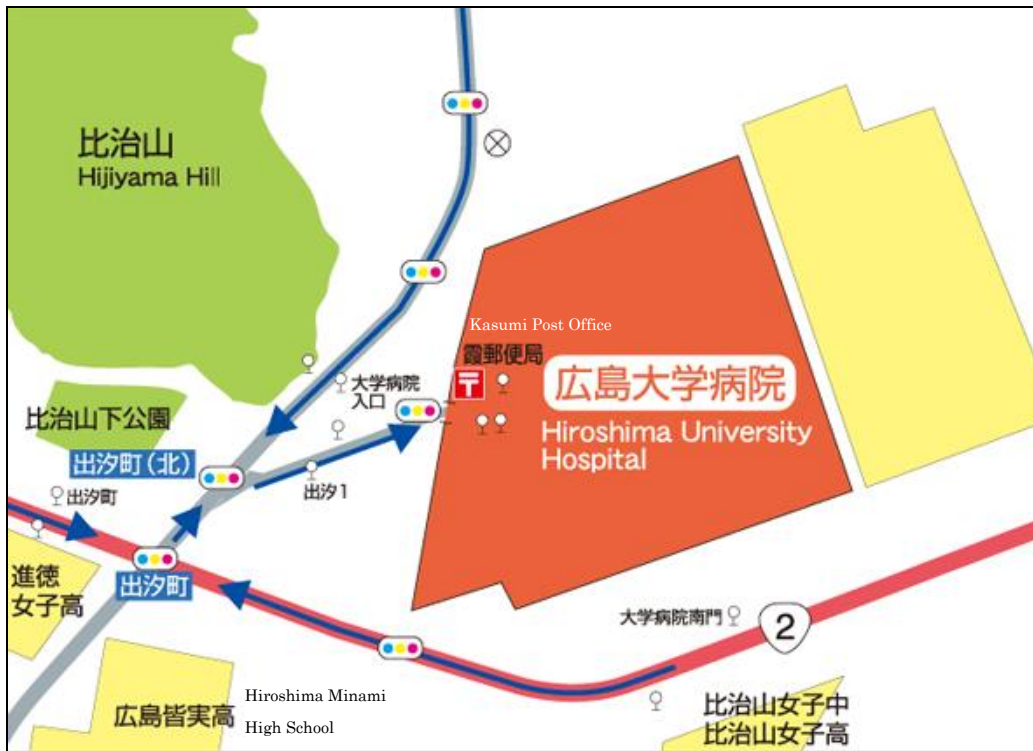 比治山
Hijiyama Hill
Kasumi Post Office
霞郵便局
大学病院
入口
広島大学病院
Hiroshima University
Hospital
比治山下公園
出汐町(北)
出汐1
出汐町
出汐町
進徳
女子高
大学病院南門
2
広島皆実高
Hiroshima Minami
High School
比治山女子中
比治山女子高